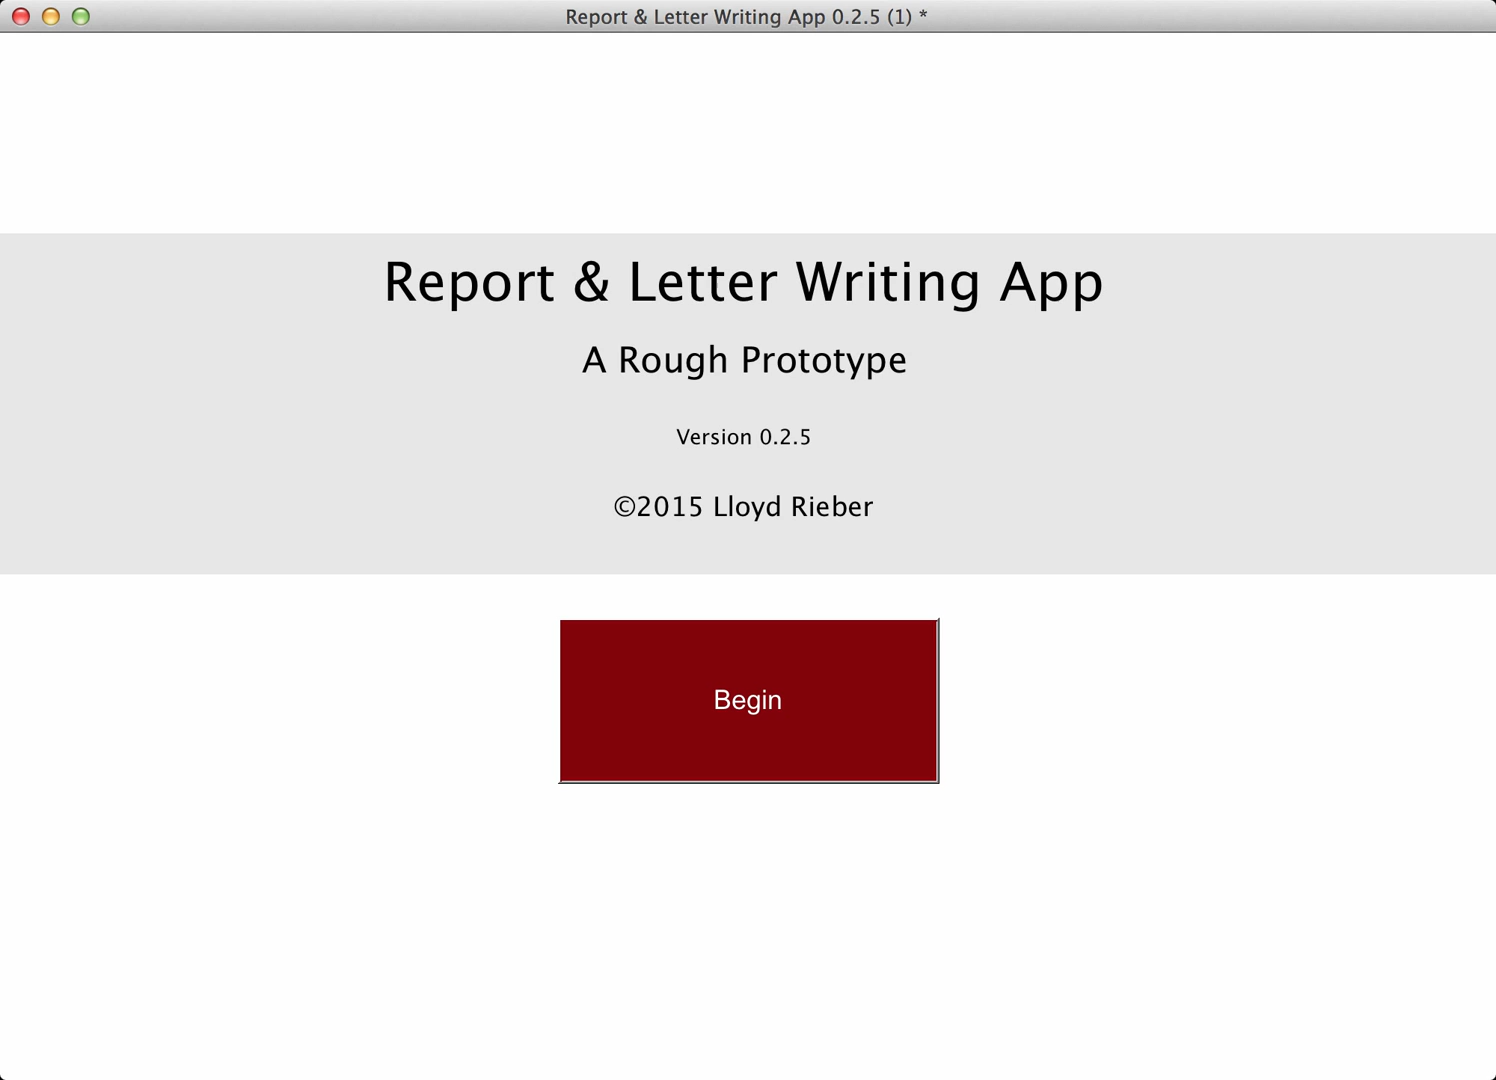 Report & Letter Writing App 0.2.5 (1) *
Report & Letter Writing App
A Rough Prototype
Version 0.2.5
©2015 Lloyd Rieber
Begin